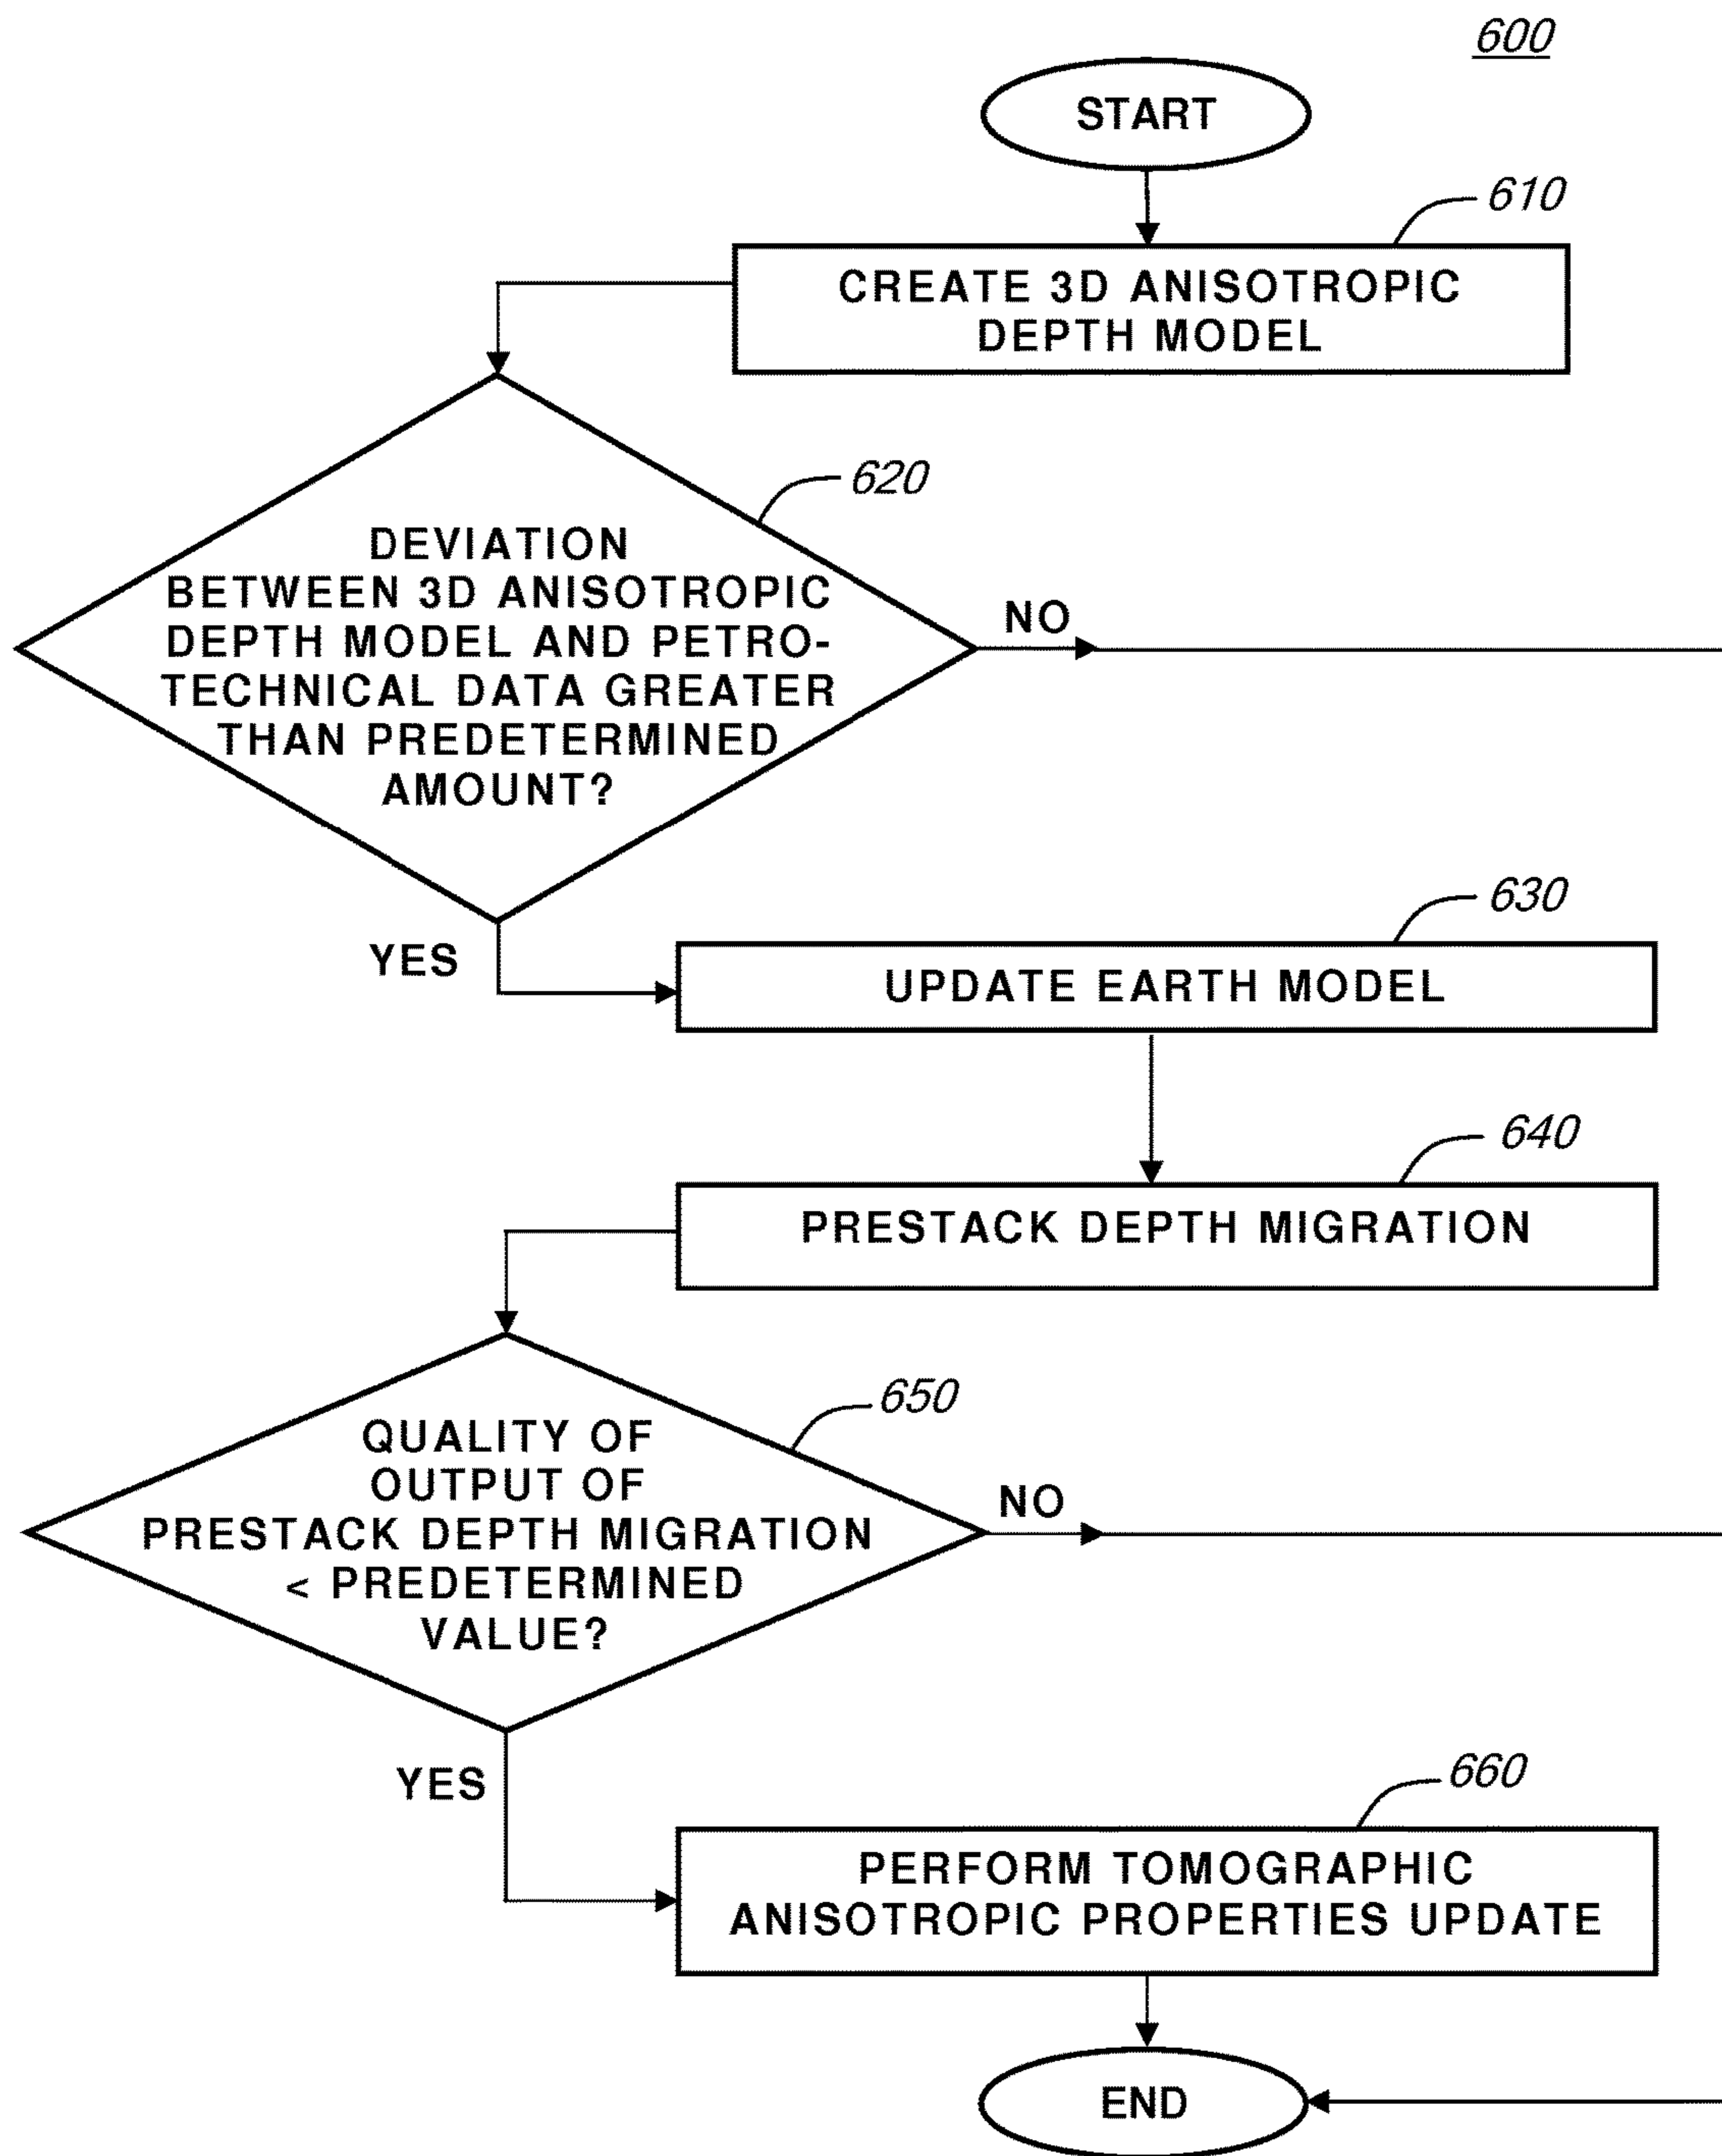 600
START
610
CREATE 3D ANISOTROPIC
DEPTH MODEL
620
DEVIATION
BETWEEN 3D ANISOTROPIC
DEPTH MODEL AND PETRO-
TECHNICAL DATA GREATER
THAN PREDETERMINED
AMOUNT?
NO
YES
630
UPDATE EARTH MODEL
640
PRESTACK DEPTH MIGRATION
650
QUALITY OF
OUTPUT OF
PRESTACK DEPTH MIGRATION
< PREDETERMINED
VALUE?
NO
YES
660
PERFORM TOMOGRAPHIC
ANISOTROPIC PROPERTIES UPDATE
END